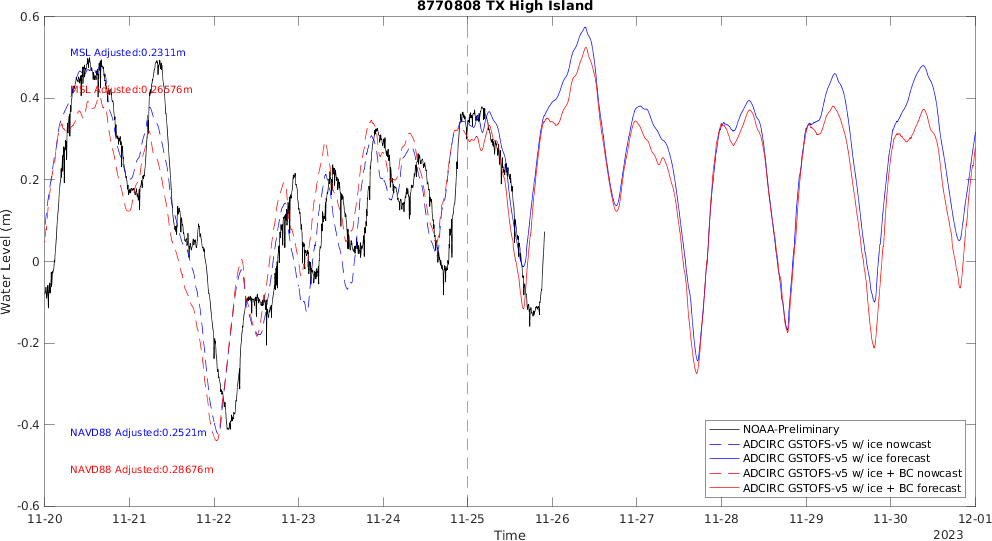 8770808 TX High Island
0.6
0.4
0.2
0
-0.2
-0.4
-0.6
Water Level (m)
MSL Adjusted:0.2311m
MSL Adjusted:0.26576m
NAVD88 Adjusted:0.2521m
NAVD88 Adjusted:0.28676m
NOAA-Preliminary
ADCIRC GSTOFS-v5 w/ ice nowcast
ADCIRC GSTOFS-v5 w/ ice forecast
ADCIRC GSTOFS-v5 w/ ice + BC nowcast
ADCIRC GSTOFS-v5 w/ ice + BC forecast
11-20 11-21 11-22 11-23 11-24 11-25 11-26 11-27 11-28 11-29 11-30 12-01
Time
2023